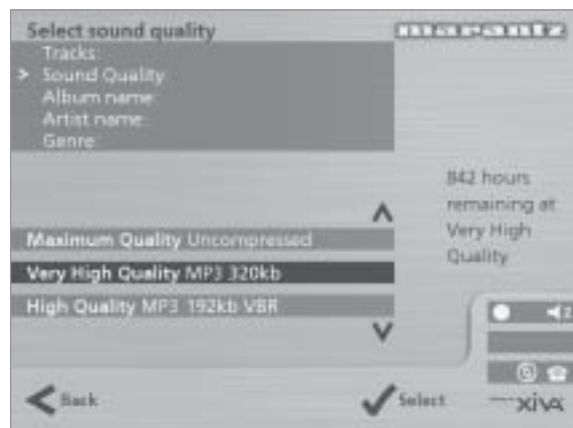 Select sound quality
marantz
Tracks:
> Sound Quality
Album name:
Artist name:
Genre:
842 hours
remaining at
Very High
Quality
Maximum Quality Uncompressed
Very High Quality MP3 320kb
High Quality MP3 192kb VBR
2
Back
Select
xiva